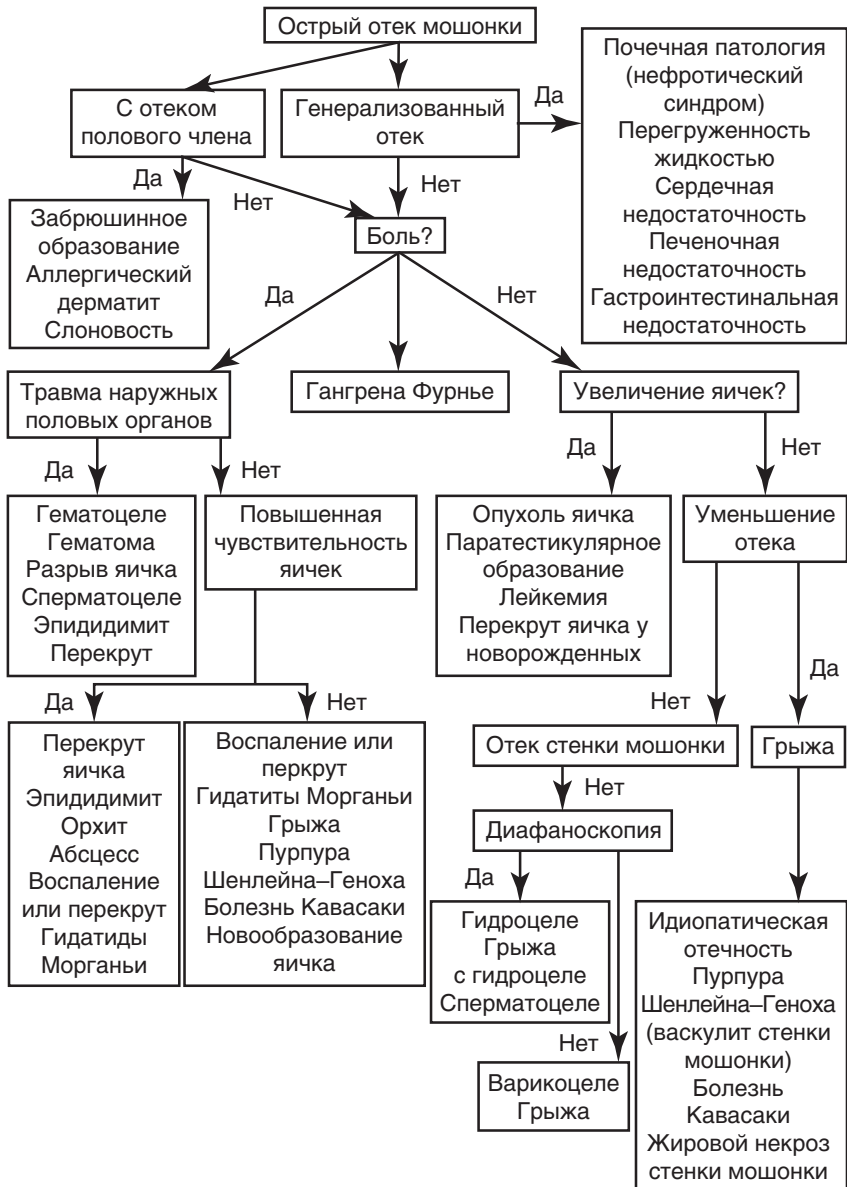 Острый отек мошонки
С отеком
полового члена
Генерализованный
отек
Да
Почечная патология
(нефротический
синдром)
Перегруженность
жидкостью
Сердечная
недостаточность
Печеночная
недостаточность
Гастроинтестинальная
недостаточность
Да
Нет
Нет
Забрюшинное
образование
Аллергический
дерматит
Слоновость
Боль?
Да
Нет
Травма наружных
половых органов
Гангрена Фурнье
Увеличение яичек?
Да
Нет
Да
Нет
Гематоцеле
Гематома
Разрыв яичка
Сперматоцеле
Эпидидимит
Перекрут
Повышенная
чувствительность
яичек
Опухоль яичка
Паратестикулярное
образование
Лейкемия
Перекрут яичка у
новорожденных
Уменьшение
отека
Да
Нет
Нет
Да
Перекрут
яичка
Эпидидимит
Орхит
Абсцесс
Воспаление
или перекрут
Гидатиды
Морганьи
Воспаление или
перкрут
Гидатиты Морганьи
Грыжа
Пурпура
Шенлейна–Геноха
Болезнь Кавасаки
Новообразование
яичка
Отек стенки мошонки
Грыжа
Нет
Диафаноскопия
Да
Гидроцеле
Грыжа
с гидроцеле
Сперматоцеле
Нет
Варикоцеле
Грыжа
Идиопатическая
отечность
Пурпура
Шенлейна–Геноха
(васкулит стенки
мошонки)
Болезнь
Кавасаки
Жировой некроз
стенки мошонки